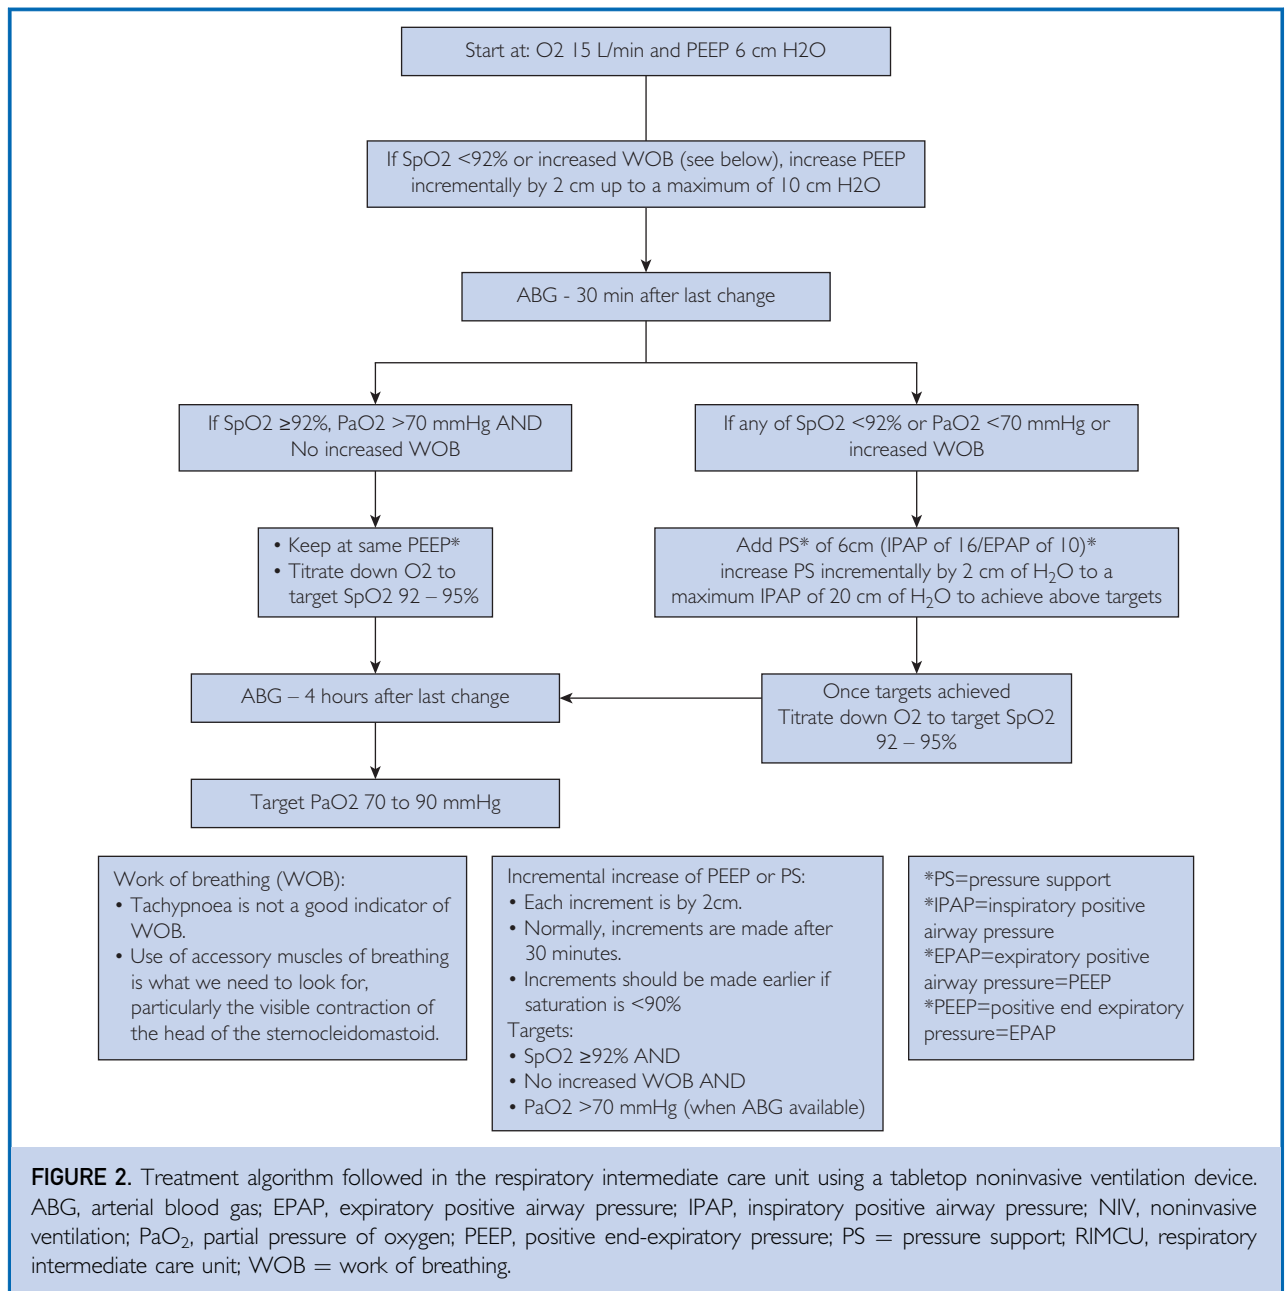 Start at: O2 15 L/min and PEEP 6 cm H2O
If SpO2 <92% or increased WOB (see below), increase PEEP
incrementally by 2 cm up to a maximum of 10 cm H2O
ABG - 30 min after last change
If SpO2 ≥92%, PaO2 >70 mmHg AND
No increased WOB
If any of SpO2 <92% or PaO2 <70 mmHg or
increased WOB
• Keep at same PEEP*
• Titrate down O2 to
target SpO2 92 – 95%
Add PS* of 6cm (IPAP of 16/EPAP of 10)*
increase PS incrementally by 2 cm of H₂O to a
maximum IPAP of 20 cm of H₂O to achieve above targets
ABG – 4 hours after last change
Once targets achieved
Titrate down O2 to target SpO2
92 – 95%
Target PaO2 70 to 90 mmHg
Work of breathing (WOB):
• Tachypnoea is not a good indicator of
WOB.
• Use of accessory muscles of breathing
is what we need to look for,
particularly the visible contraction of
the head of the sternocleidomastoid.
Incremental increase of PEEP or PS:
• Each increment is by 2cm.
• Normally, increments are made after
30 minutes.
• Increments should be made earlier if
saturation is <90%
Targets:
• SpO2 ≥92% AND
• No increased WOB AND
• PaO2 >70 mmHg (when ABG available)
*PS=pressure support
*IPAP=inspiratory positive
airway pressure
*EPAP=expiratory positive
airway pressure=PEEP
*PEEP=positive end expiratory
pressure=EPAP
FIGURE 2. Treatment algorithm followed in the respiratory intermediate care unit using a tabletop noninvasive ventilation device.
ABG, arterial blood gas; EPAP, expiratory positive airway pressure; IPAP, inspiratory positive airway pressure; NIV, noninvasive
ventilation; PaO₂, partial pressure of oxygen; PEEP, positive end-expiratory pressure; PS = pressure support; RIMCU, respiratory
intermediate care unit; WOB = work of breathing.